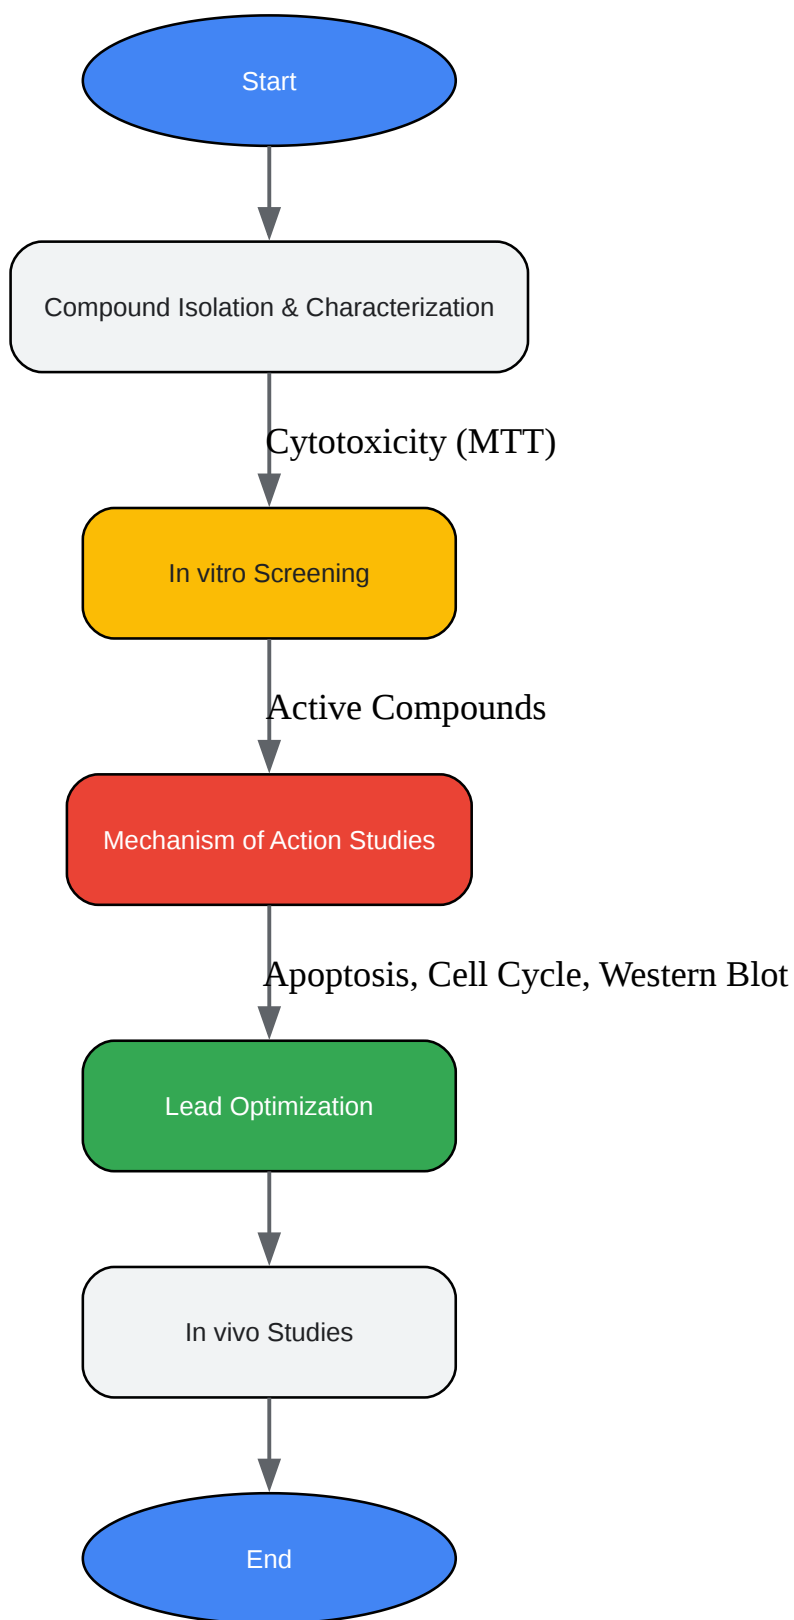 Start
Compound Isolation & Characterization
Cytotoxicity (MTT)
In vitro Screening
Active Compounds
Mechanism of Action Studies
Apoptosis, Cell Cycle, Western Blot
Lead Optimization
In vivo Studies
End